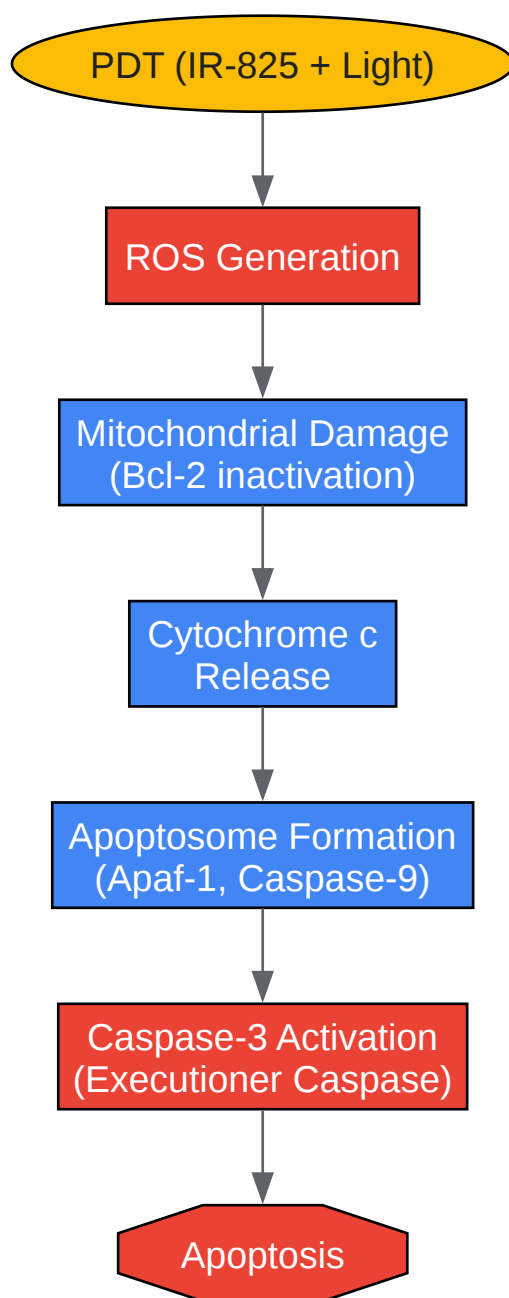 PDT (IR-825 + Light)
ROS Generation
Mitochondrial Damage
(Bcl-2 inactivation)
Cytochrome c
Release
Apoptosome Formation
(Apaf-1, Caspase-9)
Caspase-3 Activation
(Executioner Caspase)
Apoptosis